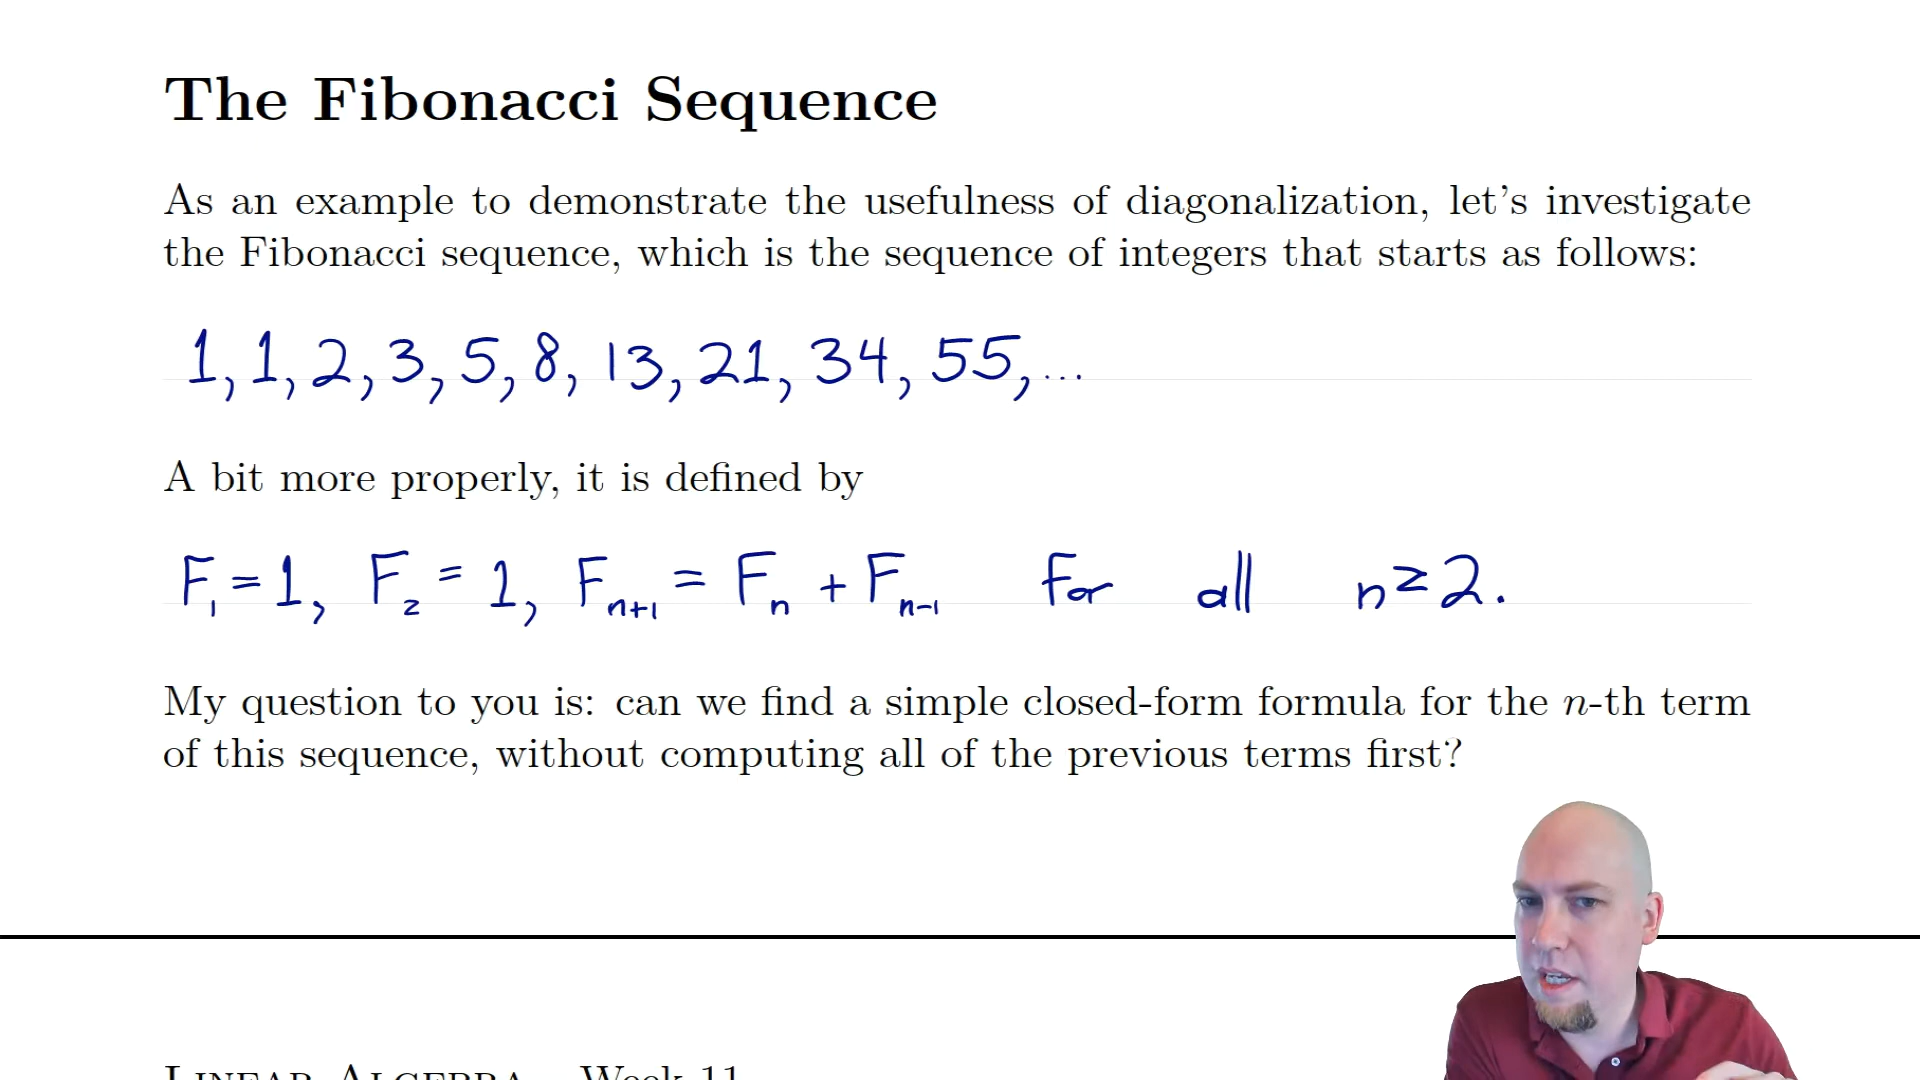 The Fibonacci Sequence
As an example to demonstrate the usefulness of diagonalization, let's investigate
the Fibonacci sequence, which is the sequence of integers that starts as follows:
1, 1, 2, 3, 5, 8, 13, 21, 34, 55, ...
A bit more properly, it is defined by
F₁ = 1, F₂ = 1, Fₙ₊₁ = Fₙ + Fₙ₋₁ For all n ≥ 2.
My question to you is: can we find a simple closed-form formula for the n-th term
of this sequence, without computing all of the previous terms first?
LINEAR ALGEBRA – Week 11